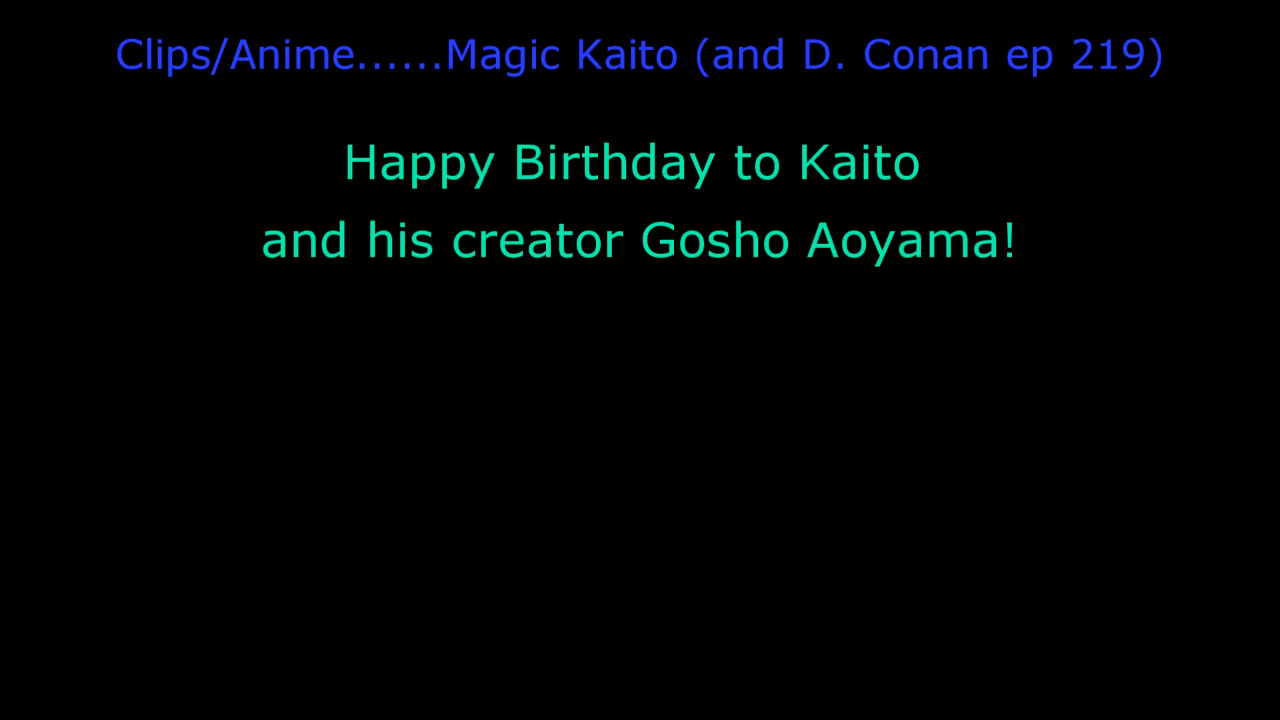 Clips/Anime......Magic Kaito (and D. Conan ep 219)
Happy Birthday to Kaito
and his creator Gosho Aoyama!